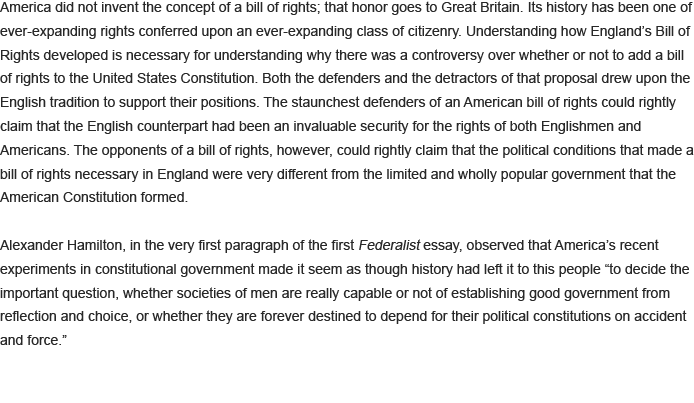 America did not invent the concept of a bill of rights; that honor goes to Great Britain. Its history has been one of
ever-expanding rights conferred upon an ever-expanding class of citizenry. Understanding how England’s Bill of
Rights developed is necessary for understanding why there was a controversy over whether or not to add a bill
of rights to the United States Constitution. Both the defenders and the detractors of that proposal drew upon the
English tradition to support their positions. The staunchest defenders of an American bill of rights could rightly
claim that the English counterpart had been an invaluable security for the rights of both Englishmen and
Americans. The opponents of a bill of rights, however, could rightly claim that the political conditions that made a
bill of rights necessary in England were very different from the limited and wholly popular government that the
American Constitution formed.
Alexander Hamilton, in the very first paragraph of the first Federalist essay, observed that America’s recent
experiments in constitutional government made it seem as though history had left it to this people “to decide the
important question, whether societies of men are really capable or not of establishing good government from
reflection and choice, or whether they are forever destined to depend for their political constitutions on accident
and force.”